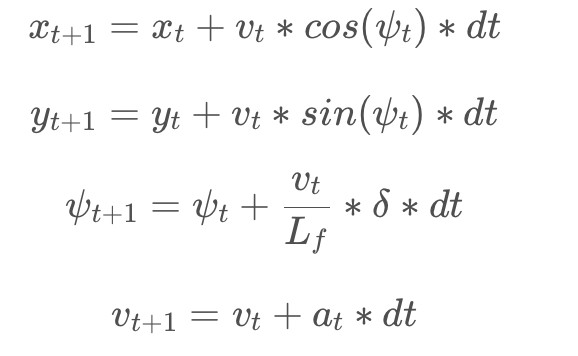 x_{t+1} = x_t + v_t * cos(ψ_t) * dt
y_{t+1} = y_t + v_t * sin(ψ_t) * dt
ψ_{t+1} = ψ_t + \frac{v_t}{L_f} * δ * dt
v_{t+1} = v_t + a_t * dt